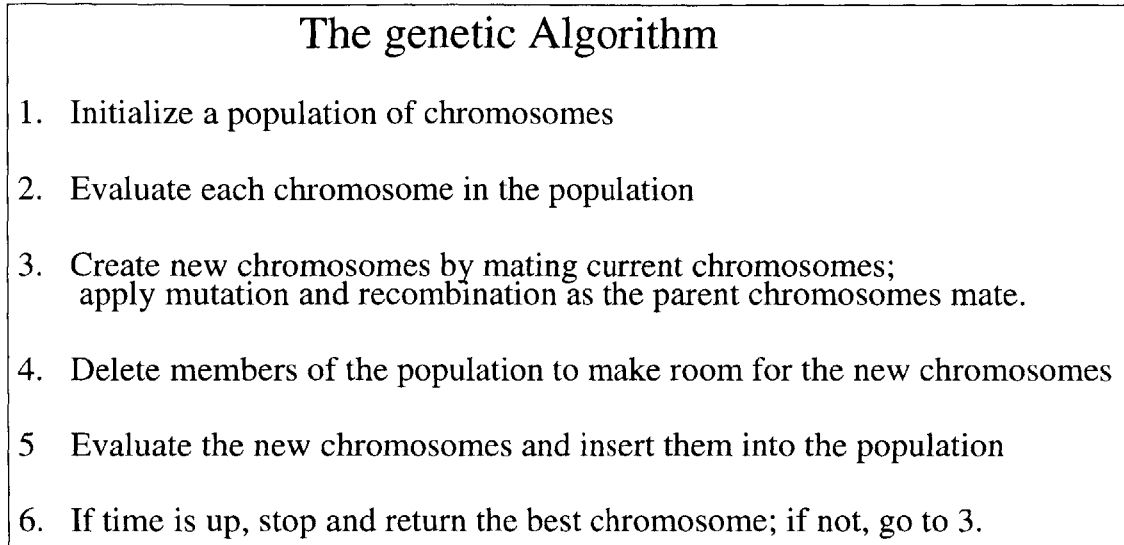 The genetic Algorithm
1. Initialize a population of chromosomes
2. Evaluate each chromosome in the population
3. Create new chromosomes by mating current chromosomes;
apply mutation and recombination as the parent chromosomes mate.
4. Delete members of the population to make room for the new chromosomes
5 Evaluate the new chromosomes and insert them into the population
6. If time is up, stop and return the best chromosome; if not, go to 3.